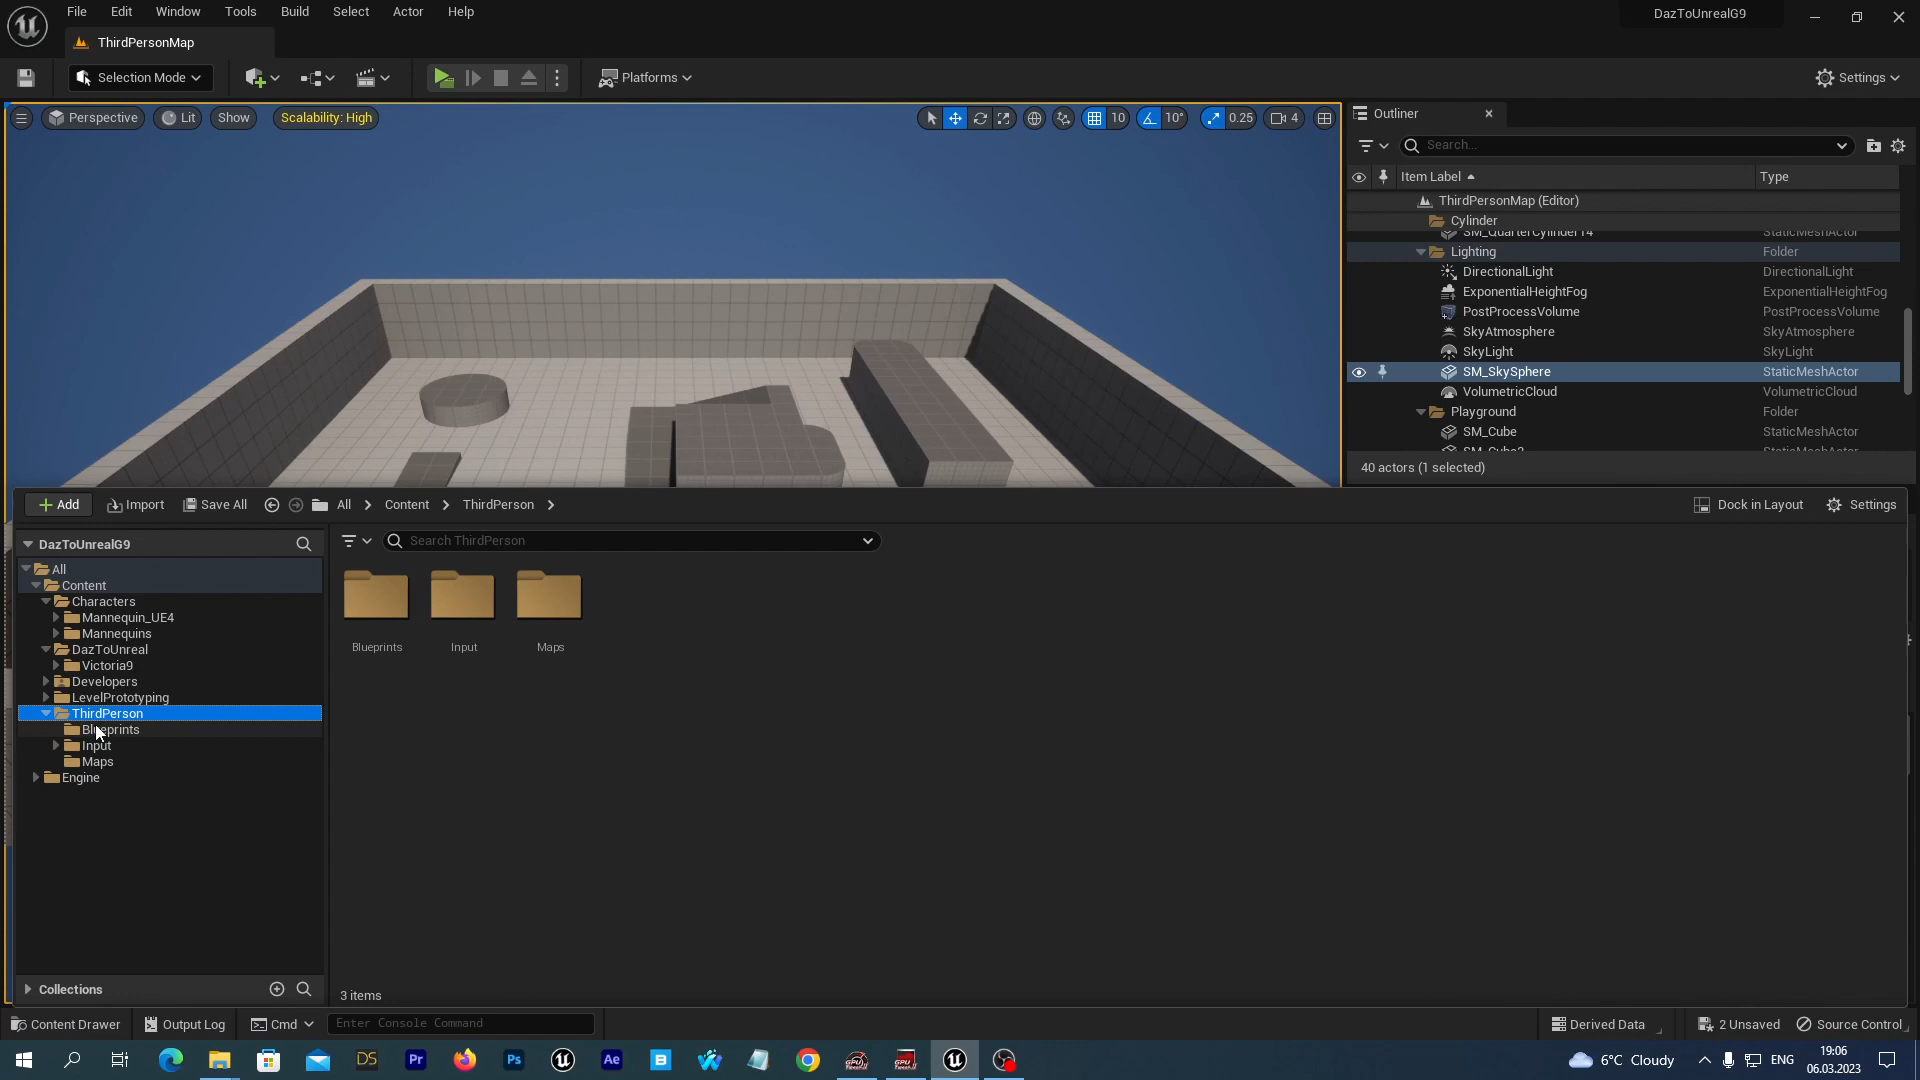 File Edit Window Tools Build Select Actor Help
DazToUnrealG9
ThirdPersonMap
Selection Mode
Platforms
Settings
Perspective Lit Show Scalability: High
10 10° 0.25 4
Outliner
Search...
Item Label Type
ThirdPersonMap (Editor)
Cylinder
SM_QuarterCylinder14 StaticMeshActor
Lighting Folder
DirectionalLight DirectionalLight
ExponentialHeightFog ExponentialHeightFog
PostProcessVolume PostProcessVolume
SkyAtmosphere SkyAtmosphere
SkyLight SkyLight
SM_SkySphere StaticMeshActor
VolumetricCloud VolumetricCloud
Playground Folder
SM_Cube StaticMeshActor
SM_Cube2 StaticMeshActor
40 actors (1 selected)
Add Import Save All All Content ThirdPerson
Dock in Layout Settings
DazToUnrealG9
Search ThirdPerson
All
Content
Characters
Mannequin_UE4
Mannequins
DazToUnreal
Victoria9
Developers
LevelPrototyping
ThirdPerson
Blueprints
Input
Maps
Engine
Blueprints Input Maps
Collections
3 items
Content Drawer Output Log Cmd Enter Console Command
Derived Data 2 Unsaved Source Control
DS Pr Ps Ae B
6°C Cloudy ENG
19:06
06.03.2023